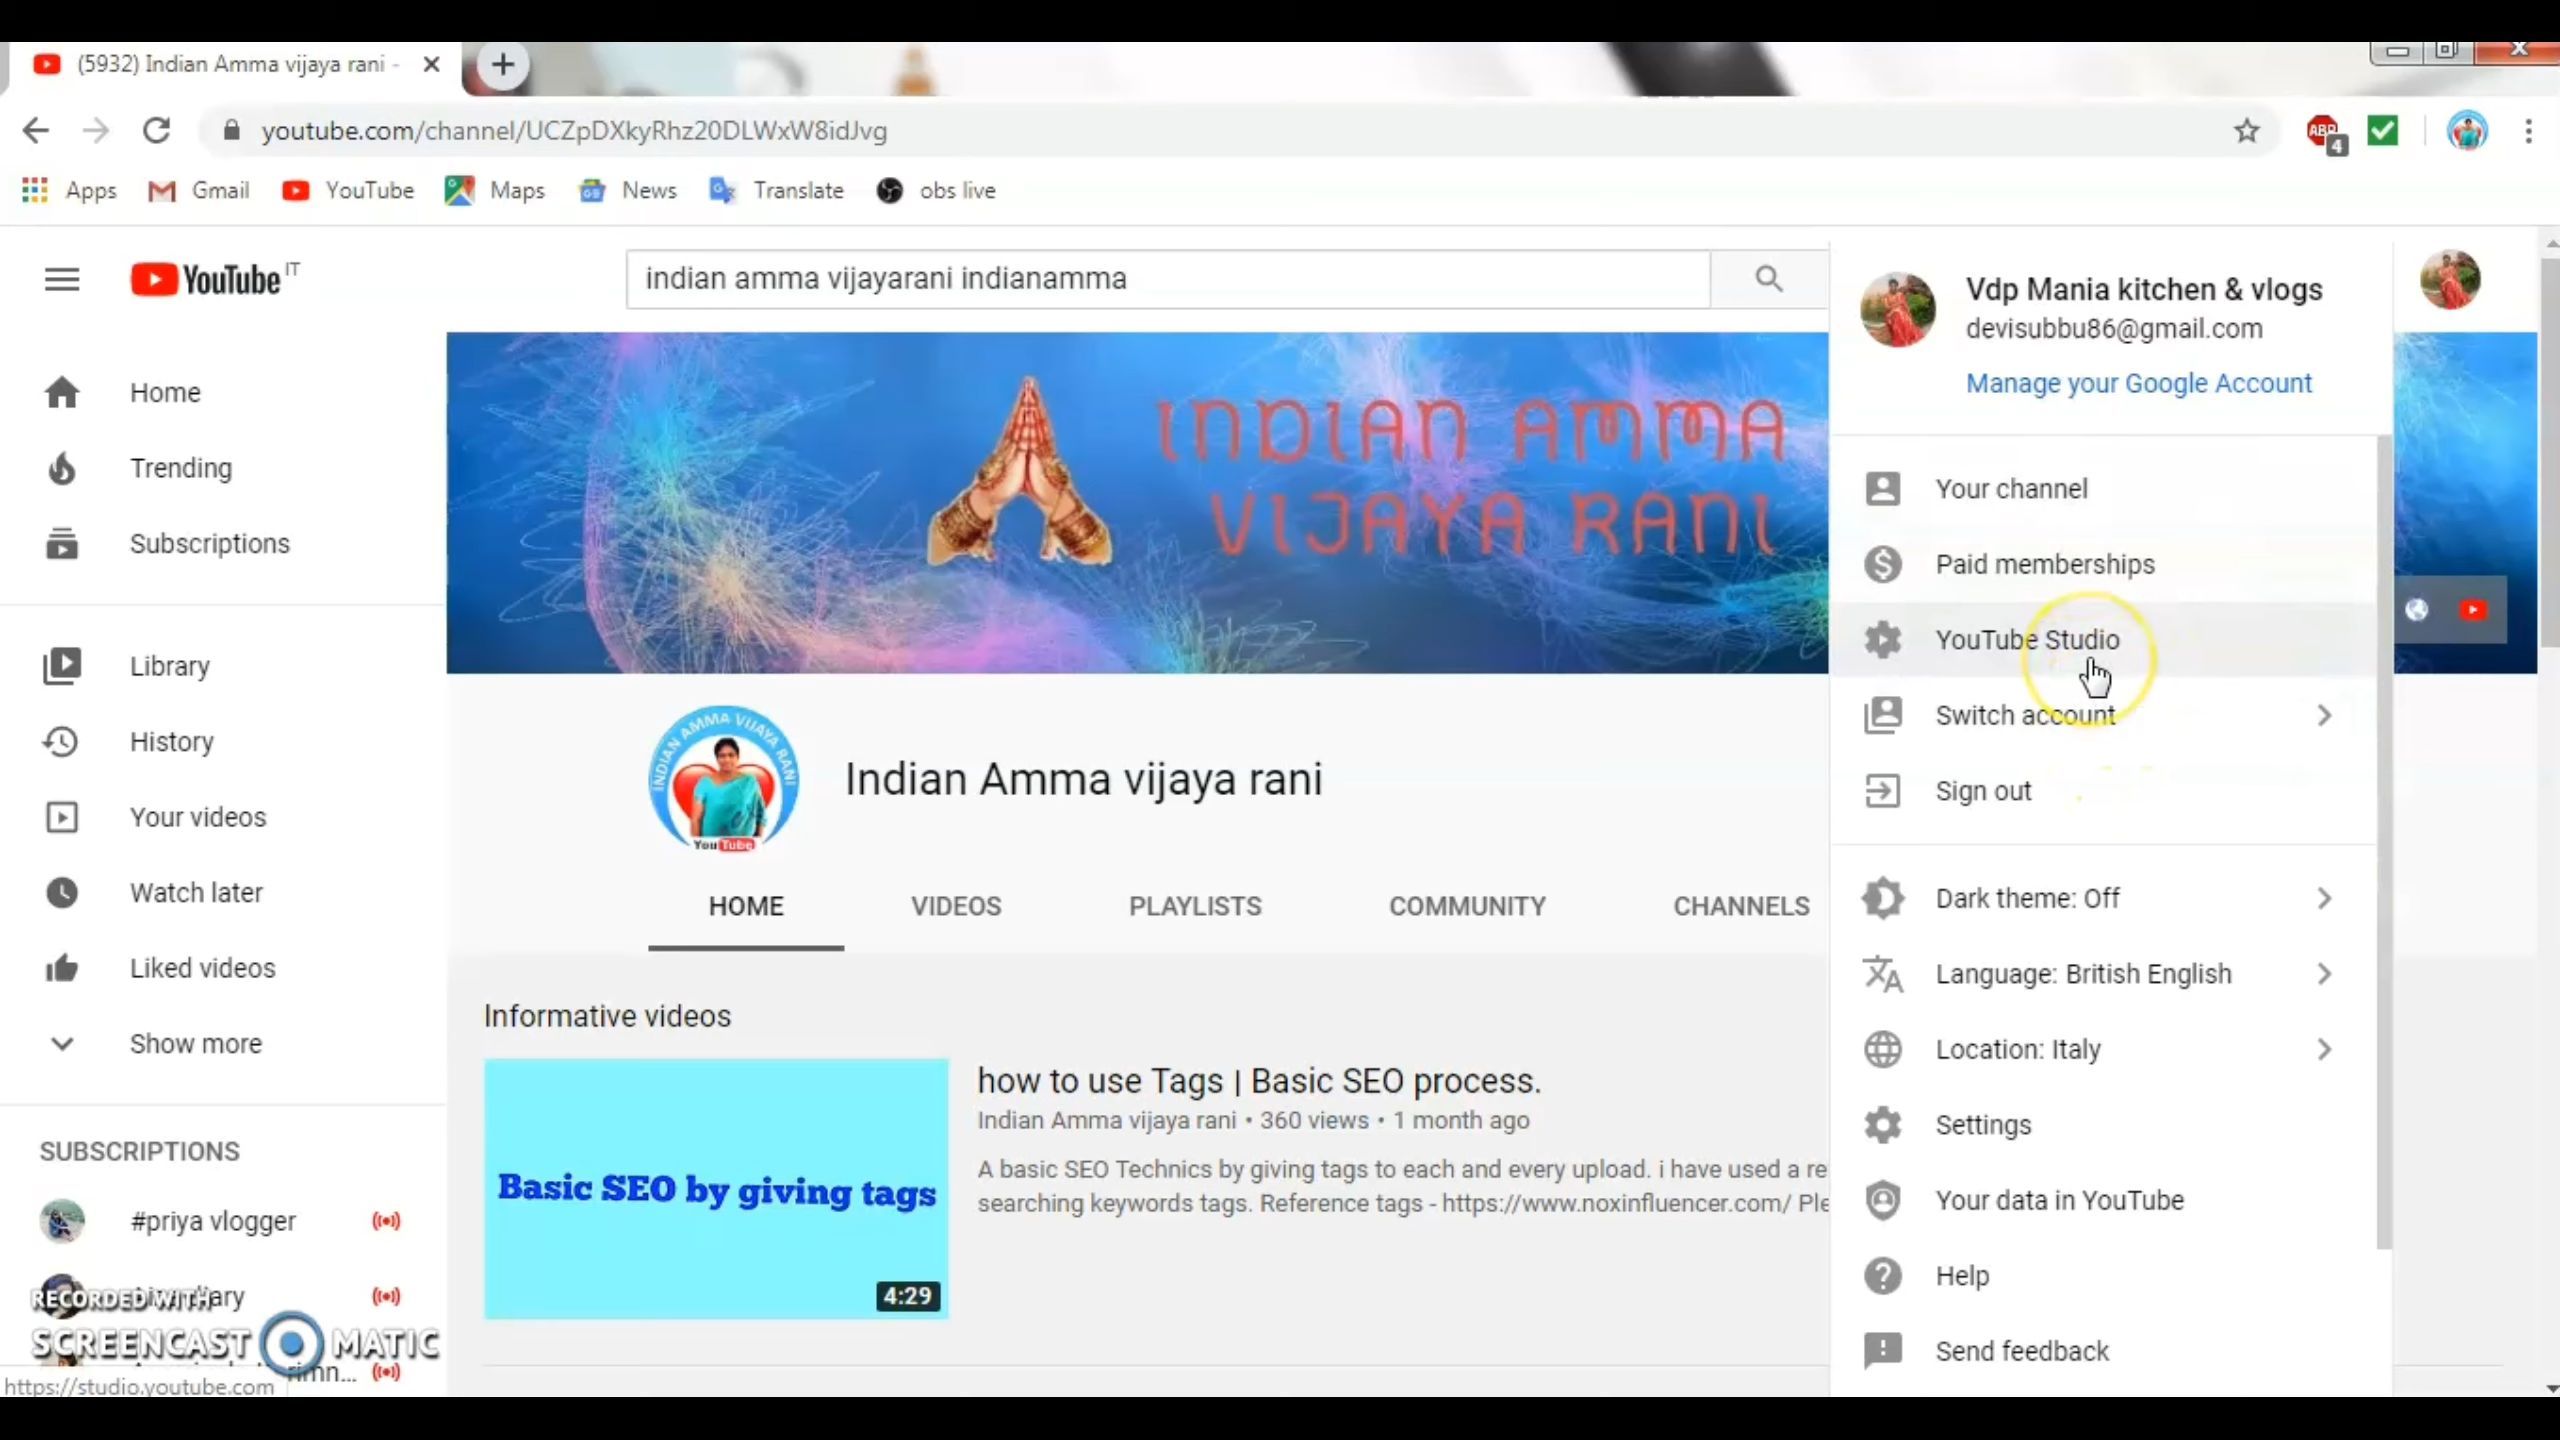 (5932) Indian Amma vijaya rani -
youtube.com/channel/UCZpDXkyRhz20DLWxW8idJvg
ABP
4
Apps
Gmail
YouTube
Maps
News
Translate
obs live
YouTube IT
indian amma vijayarani indianamma
Home
Trending
Subscriptions
Library
History
Your videos
Watch later
Liked videos
Show more
SUBSCRIPTIONS
#priya vlogger
RECORDED WITH
SCREENCAST MATIC
https://studio.youtube.com
INDIAN AMMA
VIJAYA RANI
INDIAN AMMA VIJAYA RANI
YouTube
Indian Amma vijaya rani
HOME
VIDEOS
PLAYLISTS
COMMUNITY
CHANNELS
Informative videos
Basic SEO by giving tags
4:29
how to use Tags | Basic SEO process.
Indian Amma vijaya rani • 360 views • 1 month ago
A basic SEO Technics by giving tags to each and every upload. i have used a re
searching keywords tags. Reference tags - https://www.noxinfluencer.com/ Ple
Vdp Mania kitchen & vlogs
devisubbu86@gmail.com
Manage your Google Account
Your channel
Paid memberships
YouTube Studio
Switch account
Sign out
Dark theme: Off
Language: British English
Location: Italy
Settings
Your data in YouTube
Help
Send feedback